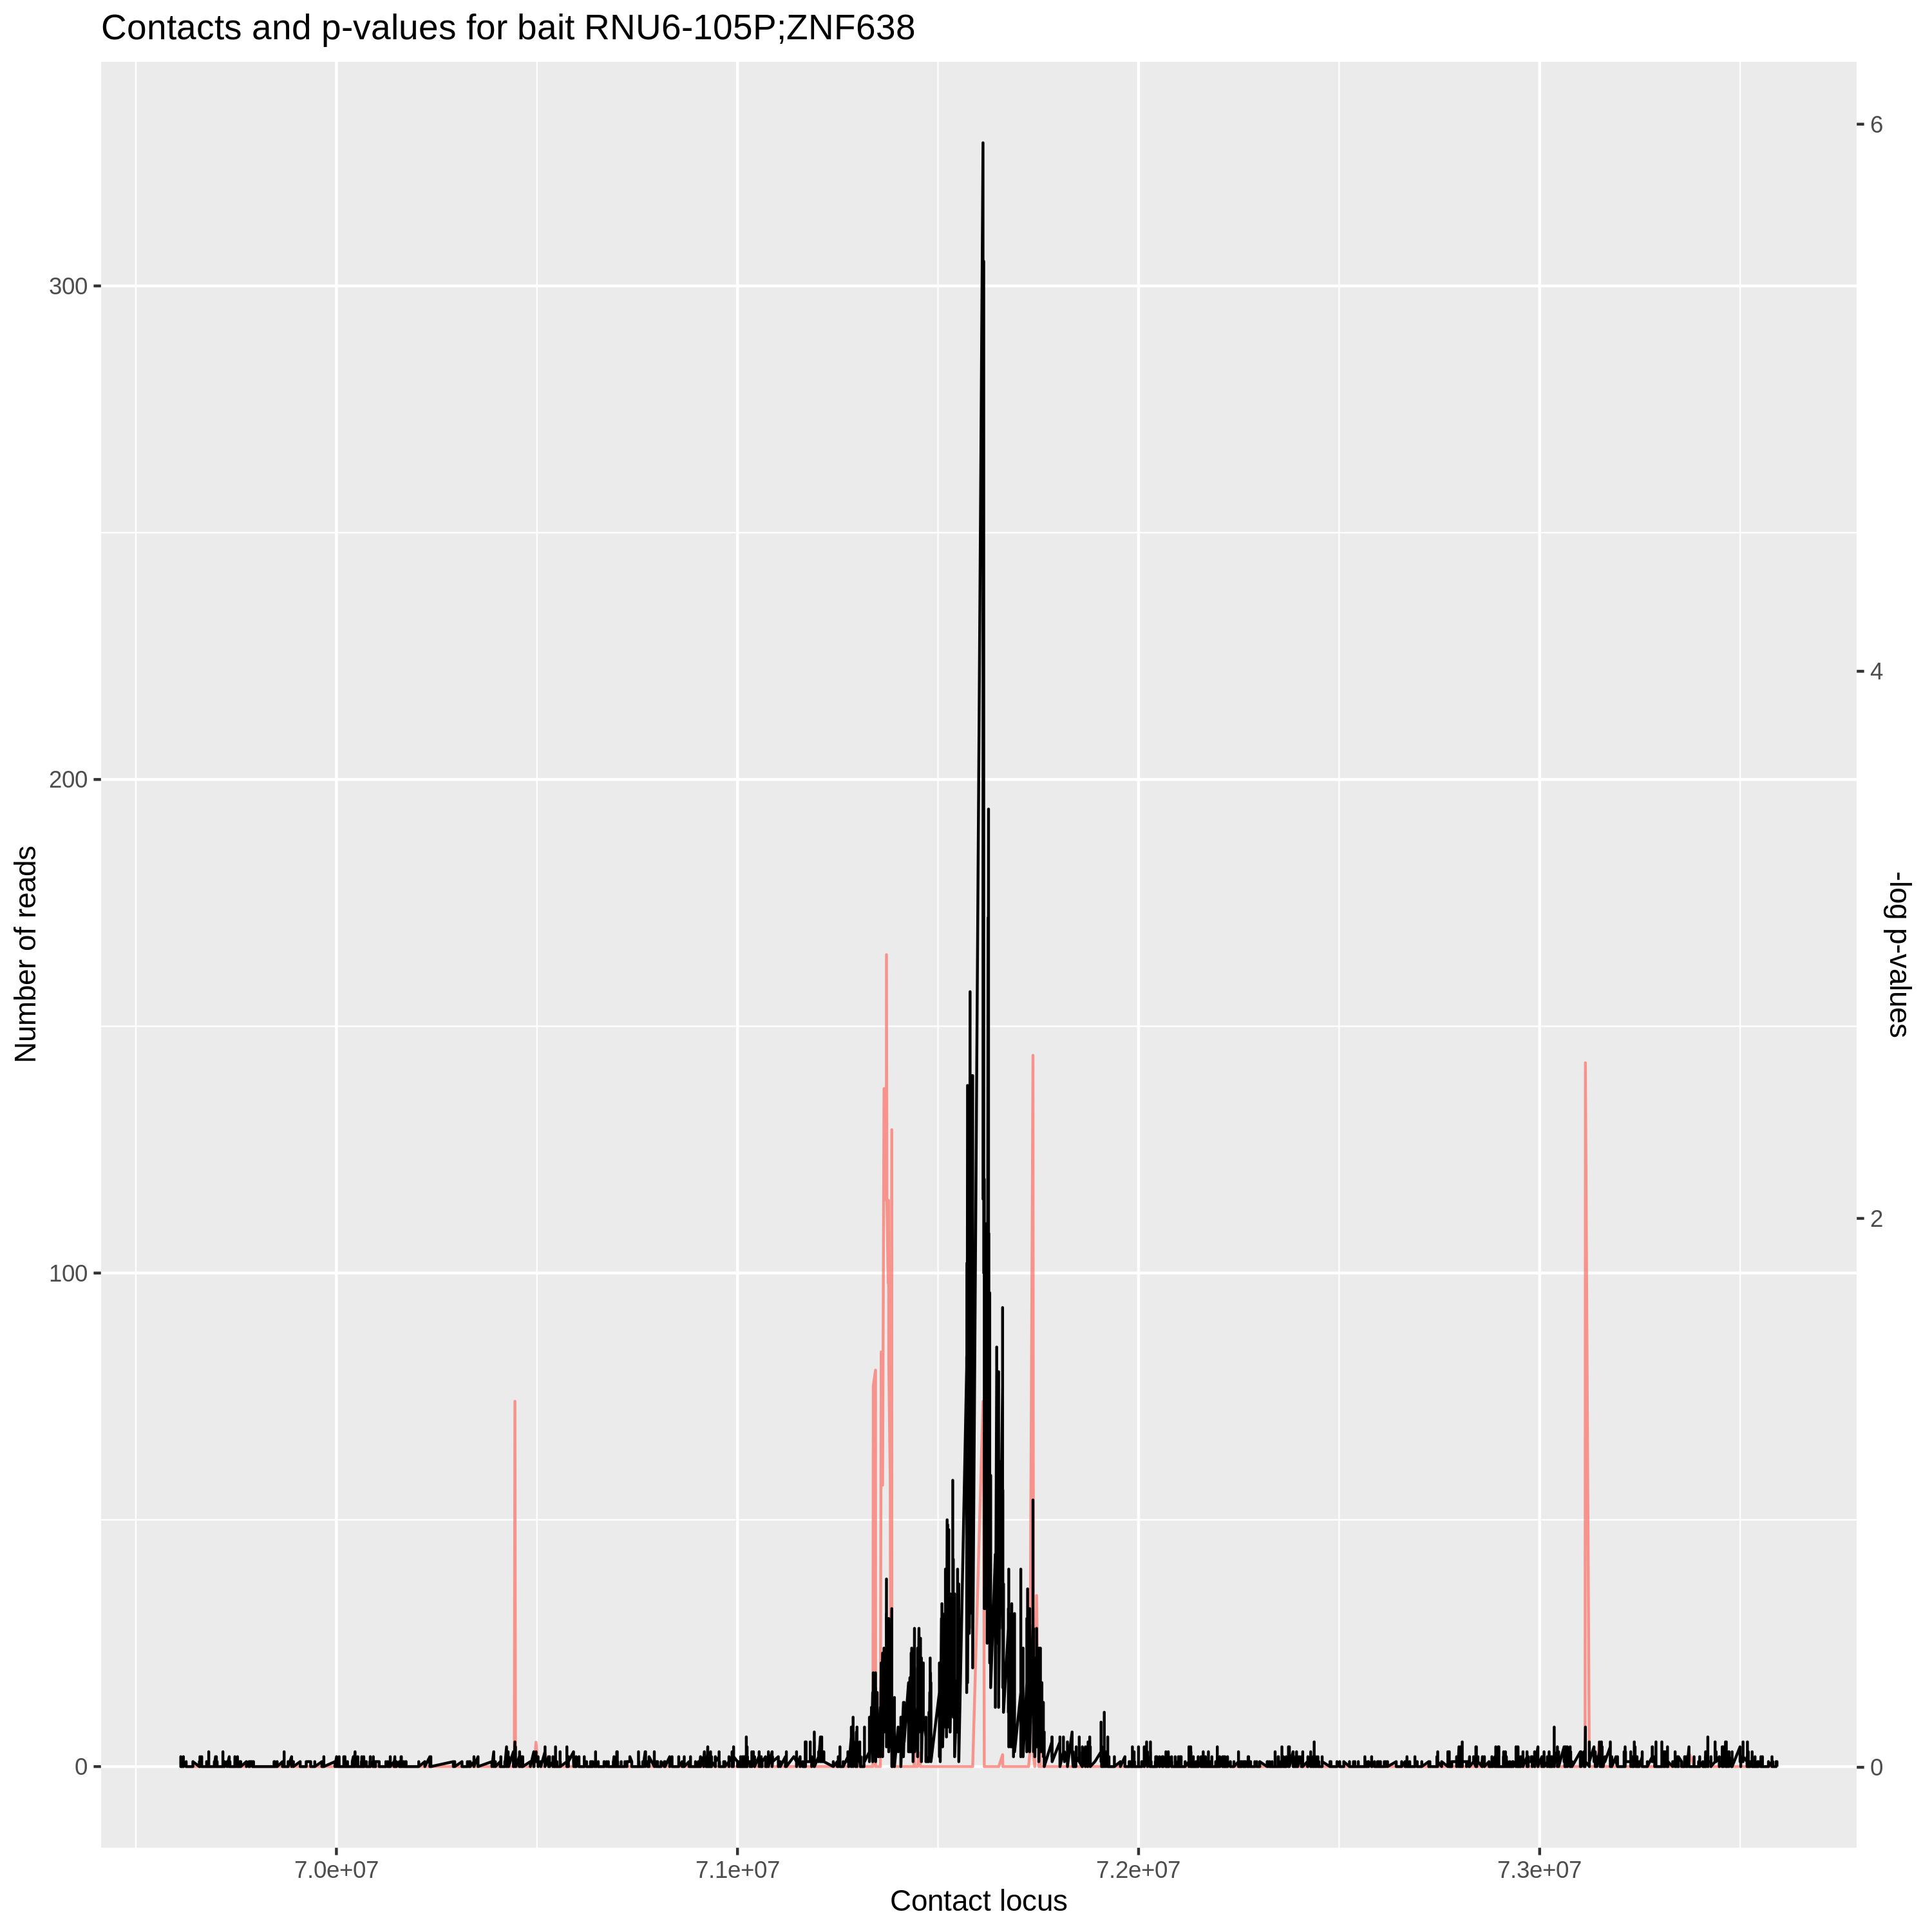 Contacts and p-values for bait RNU6-105P;ZNF638
6
300
4
200
Number of reads
-log p-values
2
100
0
0
7.0e+07
7.1e+07
7.2e+07
7.3e+07
Contact locus